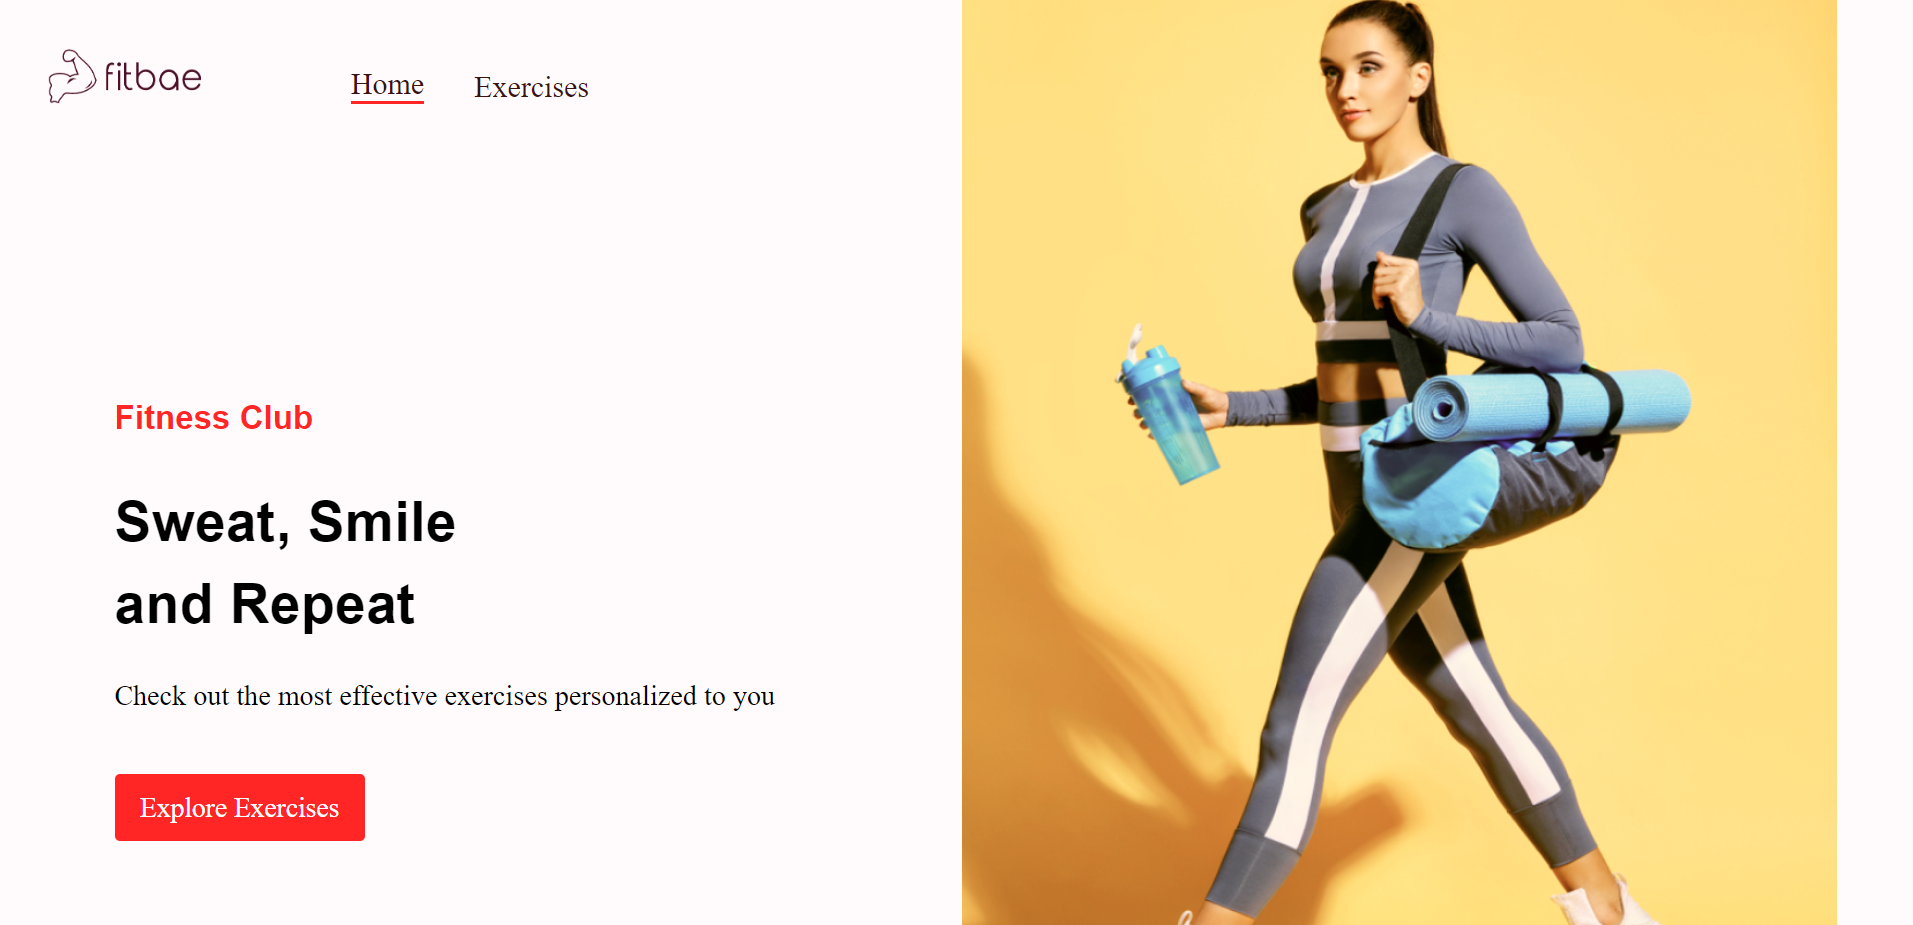 fitbae
Home Exercises
Fitness Club
Sweat, Smile
and Repeat
Check out the most effective exercises personalized to you
Explore Exercises